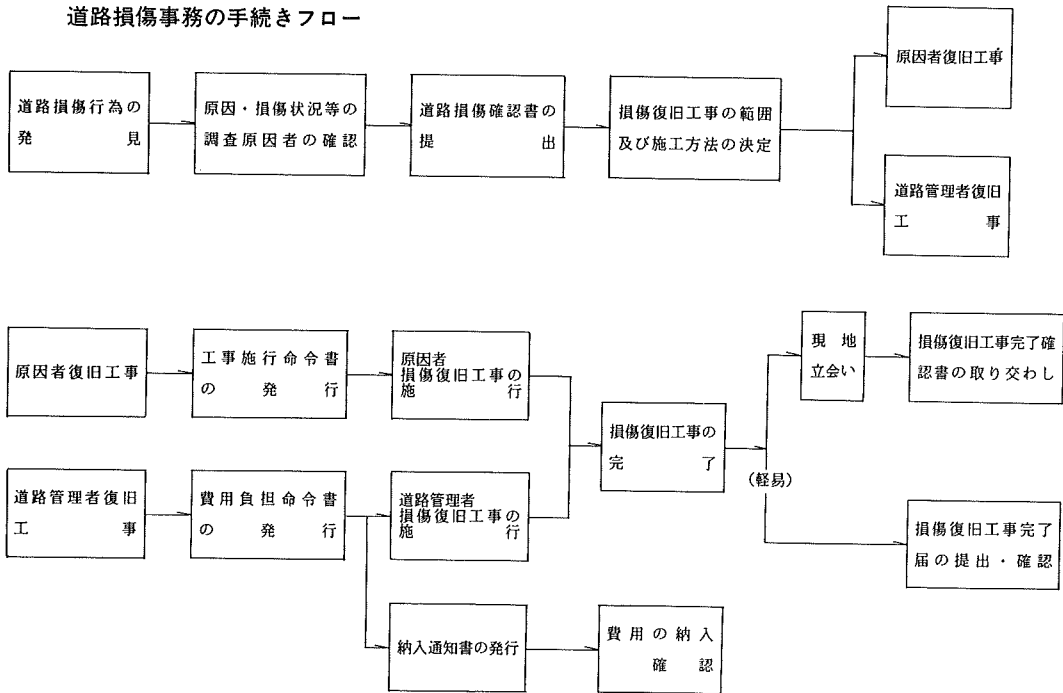 道路損傷事務の手続きフロー
道路損傷行為の
発見
原因・損傷状況等の
調査原因者の確認
道路損傷確認書の
提出
損傷復旧工事の範囲
及び施工方法の決定
原因者復旧工事
道路管理者復旧
工事
原因者復旧工事
工事施行命令書
の発行
原因者
損傷復旧工事の
施行
道路管理者復旧
工事
費用負担命令書
の発行
道路管理者
損傷復旧工事の
施行
納入通知書の発行
費用の納入
確認
損傷復旧工事の
完了
現地
立会い
損傷復旧工事完了確
認書の取り交わし
(軽易)
損傷復旧工事完了
届の提出・確認